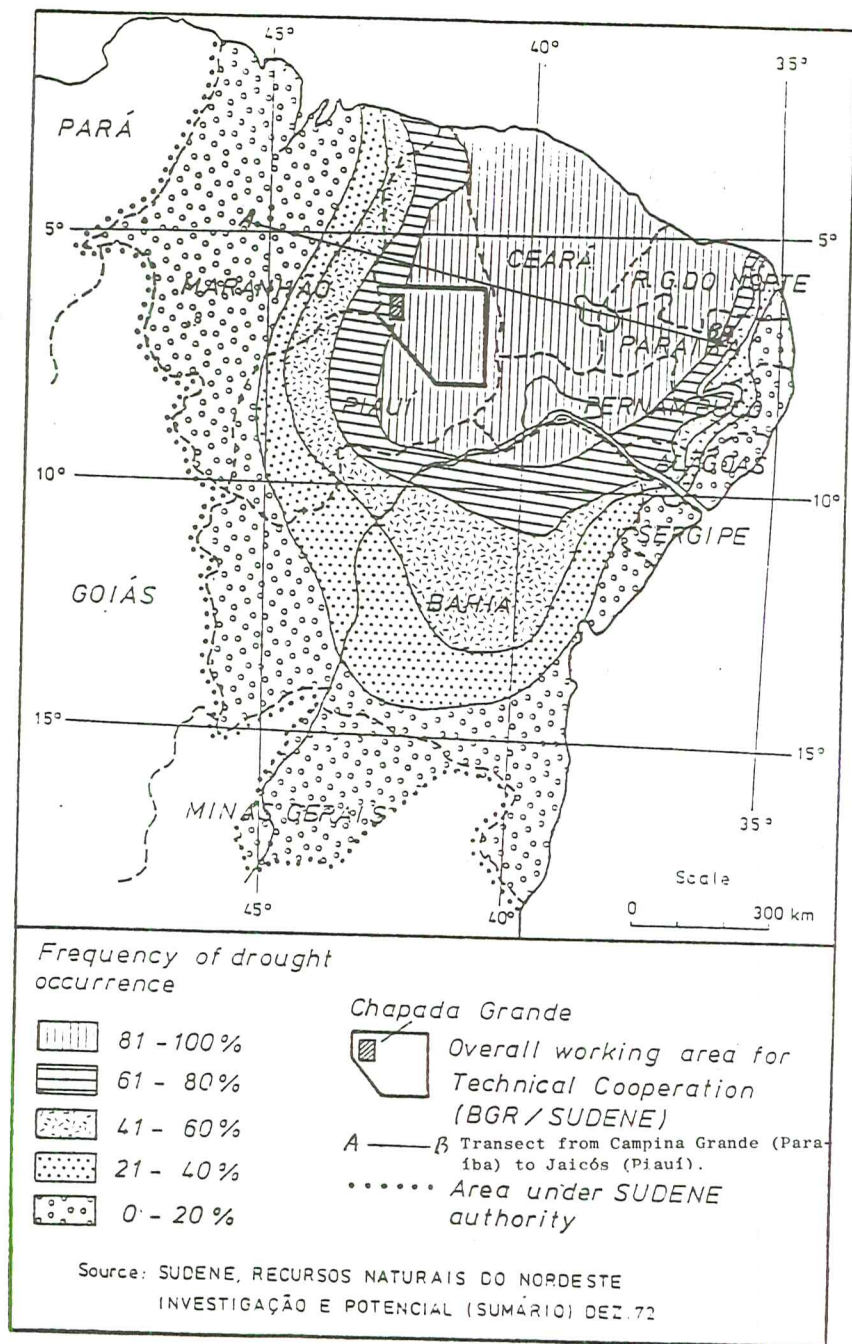 45°
40°
35°
PARÁ
A
5°
5°
CEARÁ
R.G.DO NORTE
MARANHÃO
PARAÍBA
B
PIAUÍ
PERNAMBUCO
ALAGOAS
10°
10°
SERGIPE
GOIÁS
BAHIA
15°
15°
MINAS GERAIS
35°
Scale
45°
40°
0 300 km
Frequency of drought
occurrence
81 - 100 %
61 - 80 %
41 - 60 %
21 - 40 %
0 - 20 %
Chapada Grande
Overall working area for
Technical Cooperation
(BGR / SUDENE)
A B Transect from Campina Grande (Para-
íba) to Jaicós (Piauí).
Area under SUDENE
authority
Source: SUDENE, RECURSOS NATURAIS DO NORDESTE
INVESTIGAÇÃO E POTENCIAL (SUMÁRIO) DEZ.72